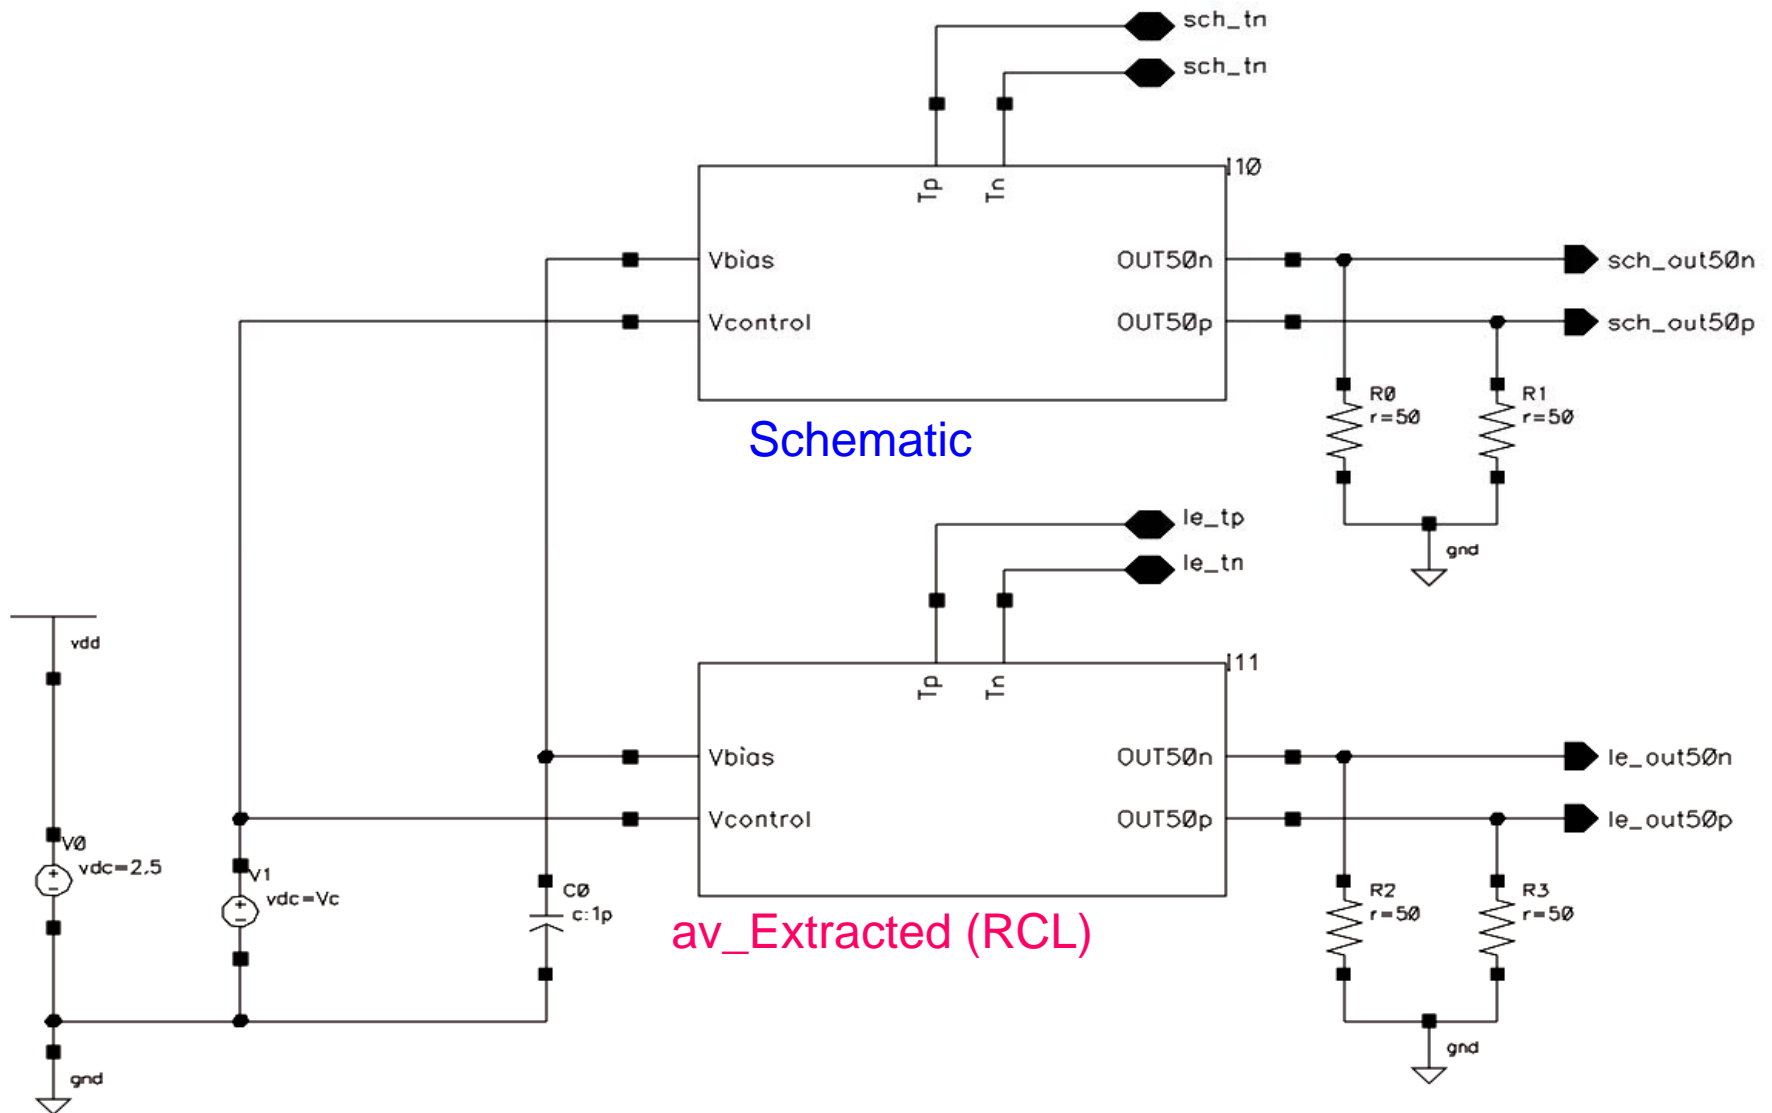 sch_tn
sch_tn
I10
Tp
Tn
Vbias
OUT50n
sch_out50n
Vcontrol
OUT50p
sch_out50p
R0
r=50
R1
r=50
Schematic
gnd
le_tp
le_tn
vdd
I11
Tp
Tn
Vbias
OUT50n
le_out50n
Vcontrol
OUT50p
le_out50p
V0
vdc=2.5
V1
vdc=Vc
C0
c:1p
R2
r=50
R3
r=50
av_Extracted (RCL)
gnd
gnd